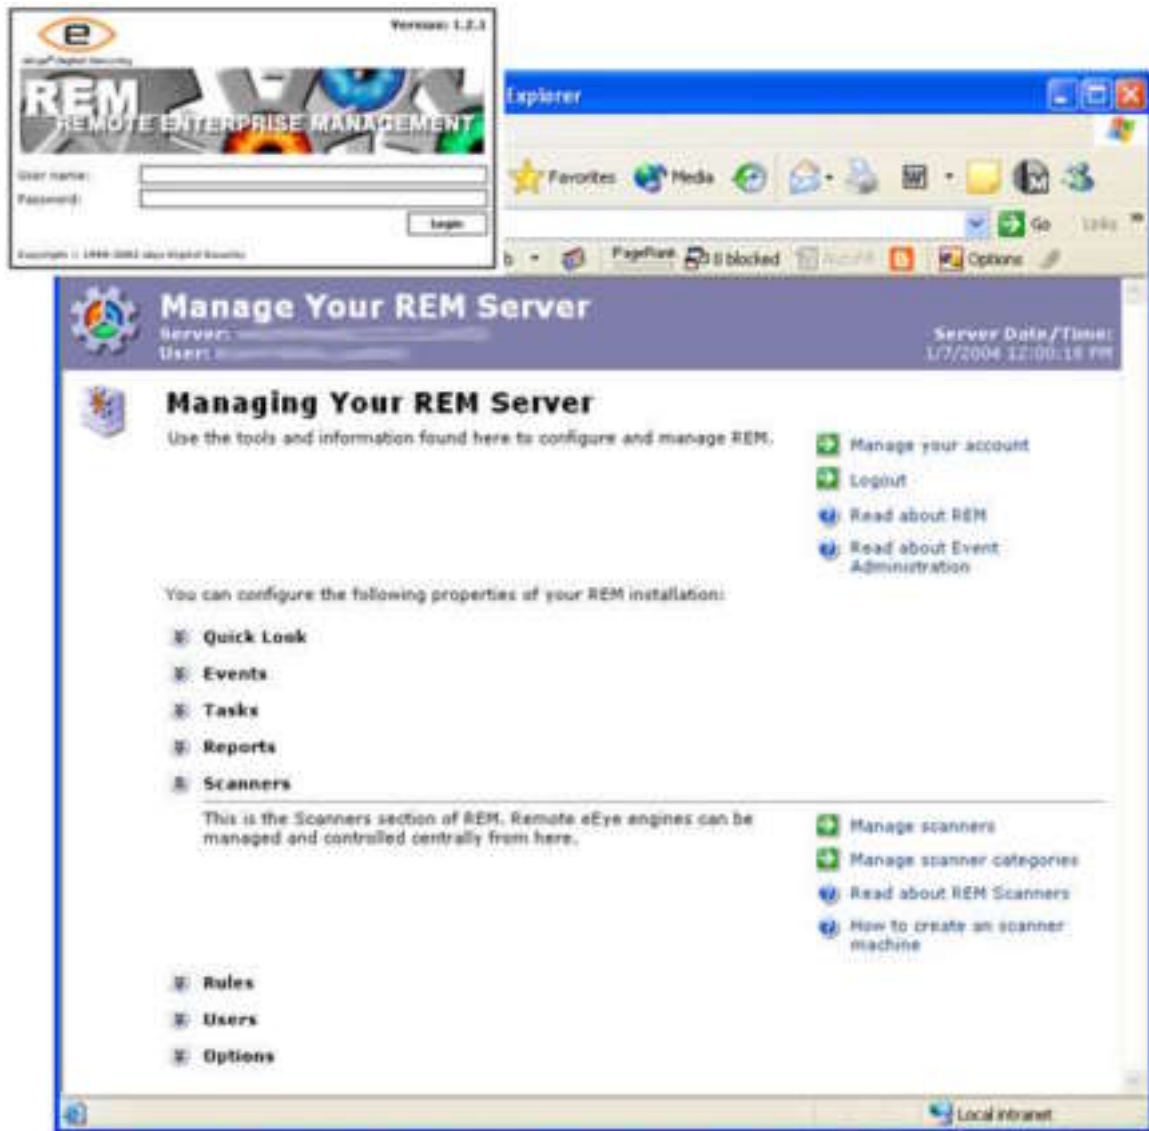 Version: 1.2.1
e
eEye® Digital Security
REM
REMOTE ENTERPRISE MANAGEMENT
User name:
Password:
Login
Explorer
Favorites Media
Go Links »
PageRank 0 blocked Options
Manage Your REM Server
Server:
User:
Server Date/Time:
1/7/2004 12:00:18 PM
Managing Your REM Server
Use the tools and information found here to configure and manage REM.
Manage your account
Logout
Read about REM
Read about Event
Administration
You can configure the following properties of your REM installation:
Quick Look
Events
Tasks
Reports
Scanners
This is the Scanners section of REM. Remote eEye engines can be
managed and controlled centrally from here.
Manage scanners
Manage scanner categories
Read about REM Scanners
How to create an scanner
machine
Rules
Users
Options
Local intranet